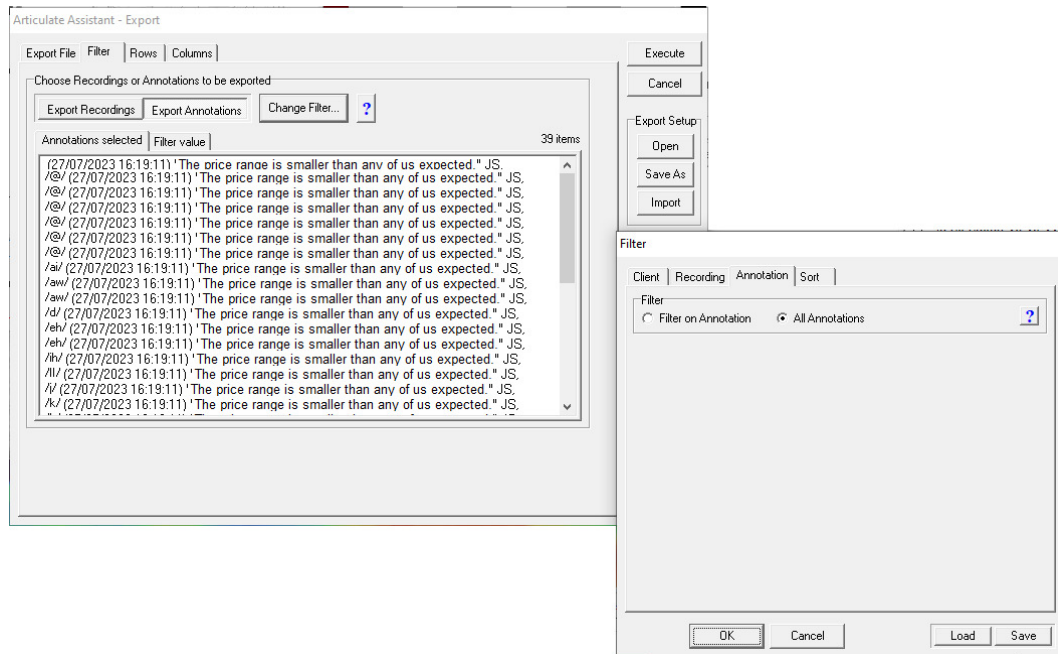 Articulate Assistant - Export
Export File Filter Rows Columns
Execute
Cancel
Choose Recordings or Annotations to be exported
Export Recordings Export Annotations Change Filter... ?
Export Setup
Open
Save As
Import
Annotations selected Filter value 39 items
(27/07/2023 16:19:11) 'The price range is smaller than any of us expected." JS,
/@/ (27/07/2023 16:19:11) 'The price range is smaller than any of us expected." JS,
/@/ (27/07/2023 16:19:11) 'The price range is smaller than any of us expected." JS,
/@/ (27/07/2023 16:19:11) 'The price range is smaller than any of us expected." JS,
/@/ (27/07/2023 16:19:11) 'The price range is smaller than any of us expected." JS,
/@/ (27/07/2023 16:19:11) 'The price range is smaller than any of us expected." JS,
/@/ (27/07/2023 16:19:11) 'The price range is smaller than any of us expected." JS,
/ai/ (27/07/2023 16:19:11) 'The price range is smaller than any of us expected." JS,
/aw/ (27/07/2023 16:19:11) 'The price range is smaller than any of us expected." JS,
/aw/ (27/07/2023 16:19:11) 'The price range is smaller than any of us expected." JS,
/d/ (27/07/2023 16:19:11) 'The price range is smaller than any of us expected." JS,
/eh/ (27/07/2023 16:19:11) 'The price range is smaller than any of us expected." JS,
/eh/ (27/07/2023 16:19:11) 'The price range is smaller than any of us expected." JS,
/ih/ (27/07/2023 16:19:11) 'The price range is smaller than any of us expected." JS,
/ll/ (27/07/2023 16:19:11) 'The price range is smaller than any of us expected." JS,
/i/ (27/07/2023 16:19:11) 'The price range is smaller than any of us expected." JS,
/k/ (27/07/2023 16:19:11) 'The price range is smaller than any of us expected." JS,
Filter
Client Recording Annotation Sort
Filter
Filter on Annotation All Annotations ?
OK Cancel Load Save